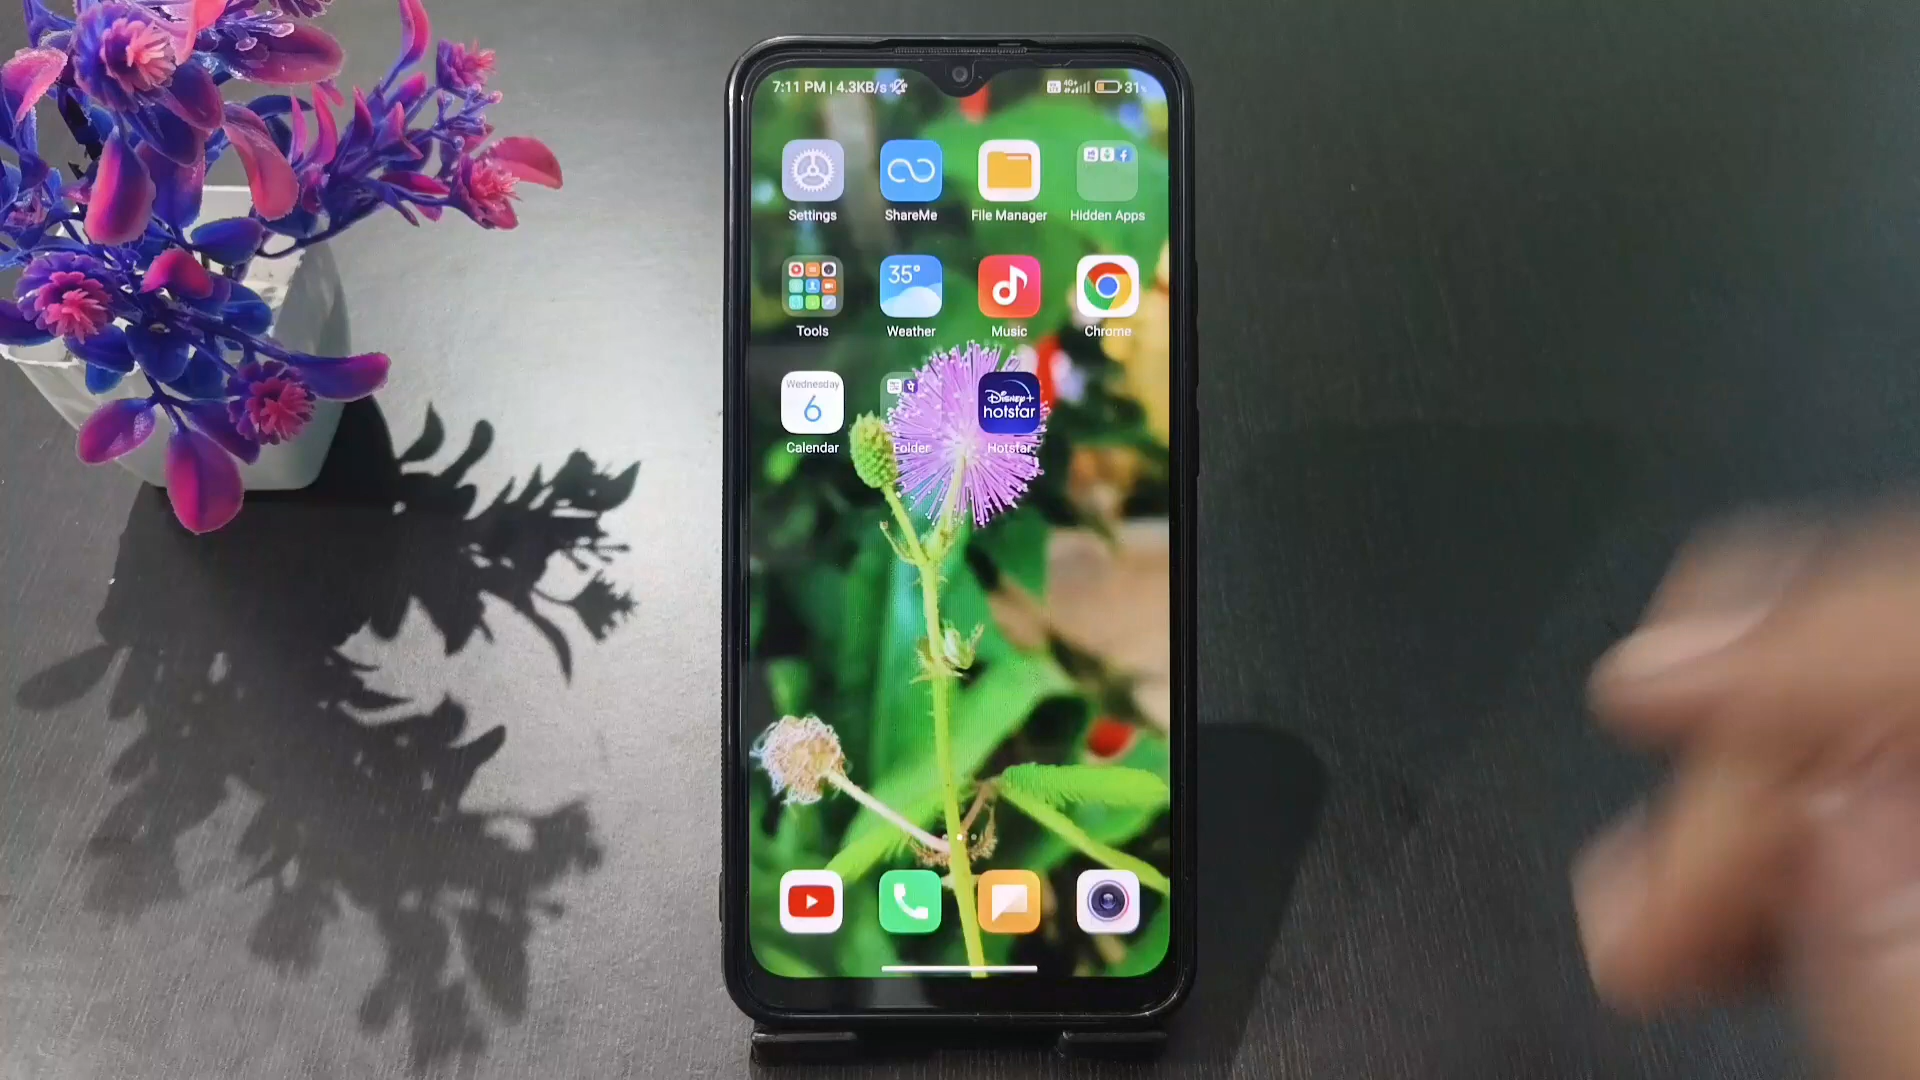 7:11 PM | 4.3KB/s
4G+ 31
Settings
ShareMe
File Manager
Hidden Apps
35°
Tools
Weather
Music
Chrome
Wednesday
6
Disney+
hotstar
Calendar
Folder
Hotstar